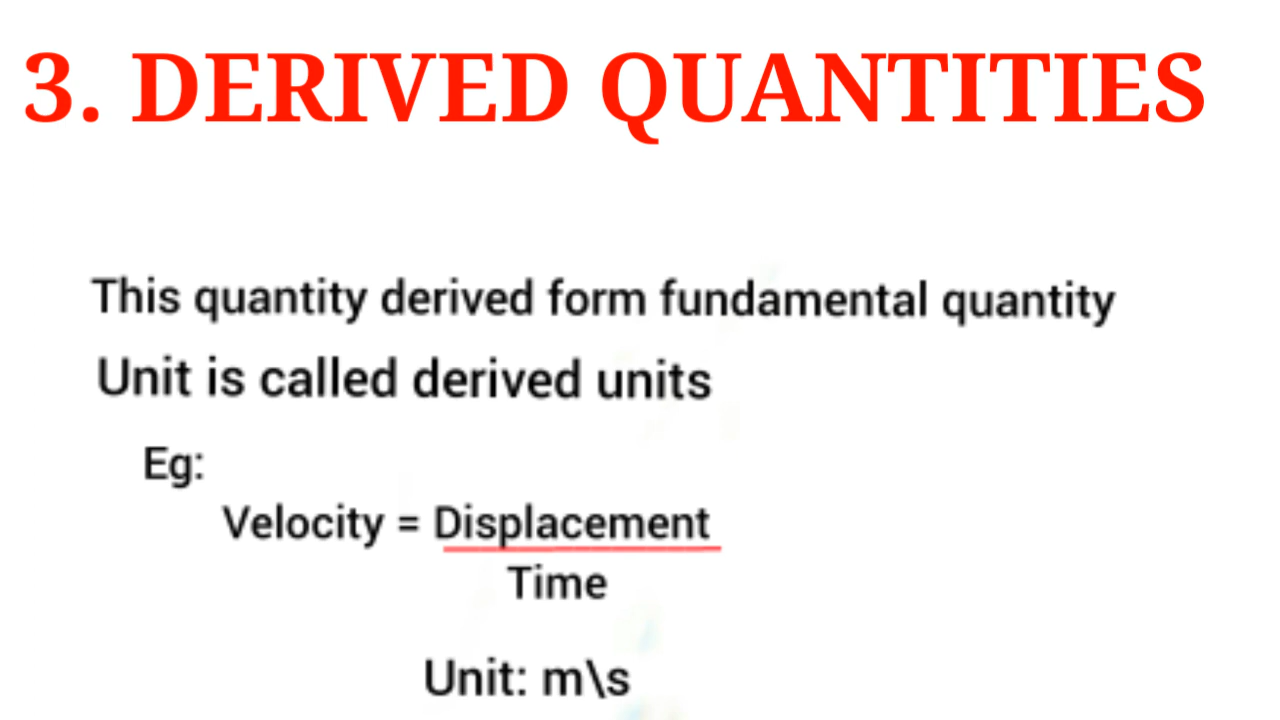 3. DERIVED QUANTITIES
This quantity derived form fundamental quantity
Unit is called derived units
Eg:
Velocity = Displacement
Time
Unit: m\s